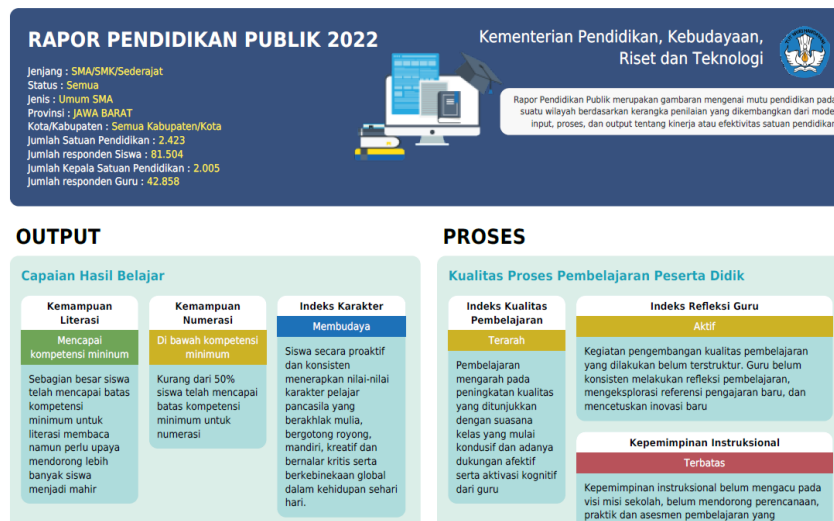 RAPOR PENDIDIKAN PUBLIK 2022
Jenjang : SMA/SMK/Sederajat
Status : Semua
Jenis : Umum SMA
Provinsi : JAWA BARAT
Kota/Kabupaten : Semua Kabupaten/Kota
Jumlah Satuan Pendidikan : 2.423
Jumlah responden Siswa : 81.504
Jumlah Kepala Satuan Pendidikan : 2.005
Jumlah responden Guru : 42.858
Kementerian Pendidikan, Kebudayaan,
Riset dan Teknologi
Rapor Pendidikan Publik merupakan gambaran mengenai mutu pendidikan pada
suatu wilayah berdasarkan kerangka penilaian yang dikembangkan dari mode
input, proses, dan output tentang kinerja atau efektivitas satuan pendidikan
OUTPUT
Capaian Hasil Belajar
Kemampuan
Literasi
Mencapai
kompetensi mininum
Sebagian besar siswa
telah mencapai batas
kompetensi
minimum untuk
literasi membaca
namun perlu upaya
mendorong lebih
banyak siswa
menjadi mahir
Kemampuan
Numerasi
Di bawah kompetensi
minimum
Kurang dari 50%
siswa telah mencapai
batas kompetensi
minimum untuk
numerasi
Indeks Karakter
Membudaya
Siswa secara proaktif
dan konsisten
menerapkan nilai-nilai
karakter pelajar
pancasila yang
berakhlak mulia,
bergotong royong,
mandiri, kreatif dan
bernalar kritis serta
berkebinekaan global
dalam kehidupan sehari
hari.
PROSES
Kualitas Proses Pembelajaran Peserta Didik
Indeks Kualitas
Pembelajaran
Terarah
Pembelajaran
mengarah pada
peningkatan kualitas
yang ditunjukkan
dengan suasana
kelas yang mulai
kondusif dan adanya
dukungan afektif
serta aktivasi kognitif
dari guru
Indeks Refleksi Guru
Aktif
Kegiatan pengembangan kualitas pembelajaran
yang dilakukan belum terstruktur. Guru belum
konsisten melakukan refleksi pembelajaran,
mengeksplorasi referensi pengajaran baru, dan
mencetuskan inovasi baru
Kepemimpinan Instruksional
Terbatas
Kepemimpinan instruksional belum mengacu pada
visi misi sekolah, belum mendorong perencanaan,
praktik dan asesmen pembelajaran yang